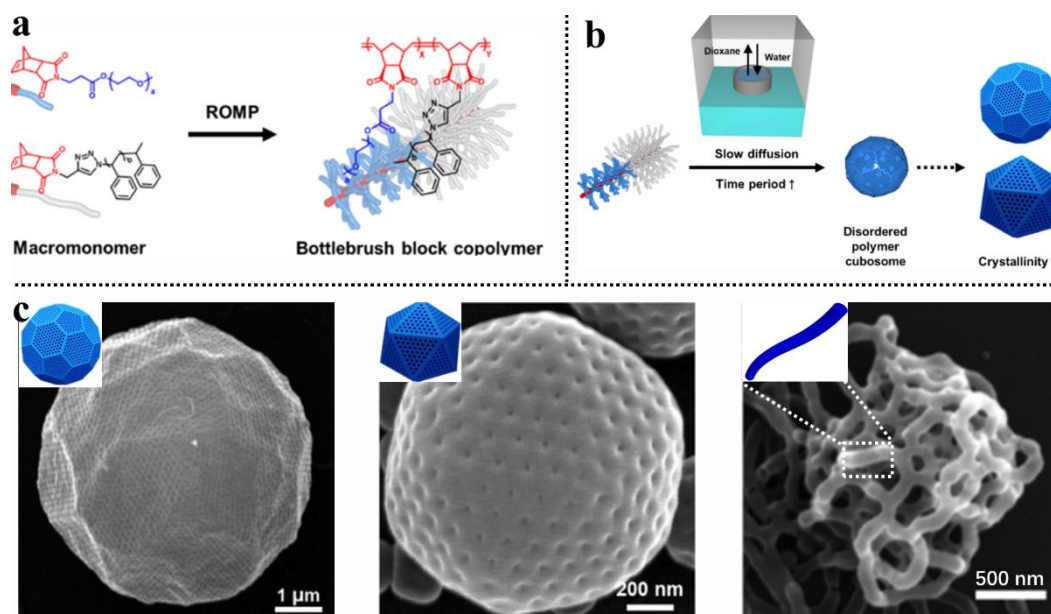 a
O
N
O
O
O
O
a
O
N
O
N=N
N
b
Macromonomer
ROMP
X
Y
O
N
O
O
N
O
O
O
N=N
N
a
b
Bottlebrush block copolymer
b
Dioxane
Water
Slow diffusion
Time period ↑
Disordered
polymer
cubosome
Crystallinity
c
1 μm
200 nm
500 nm